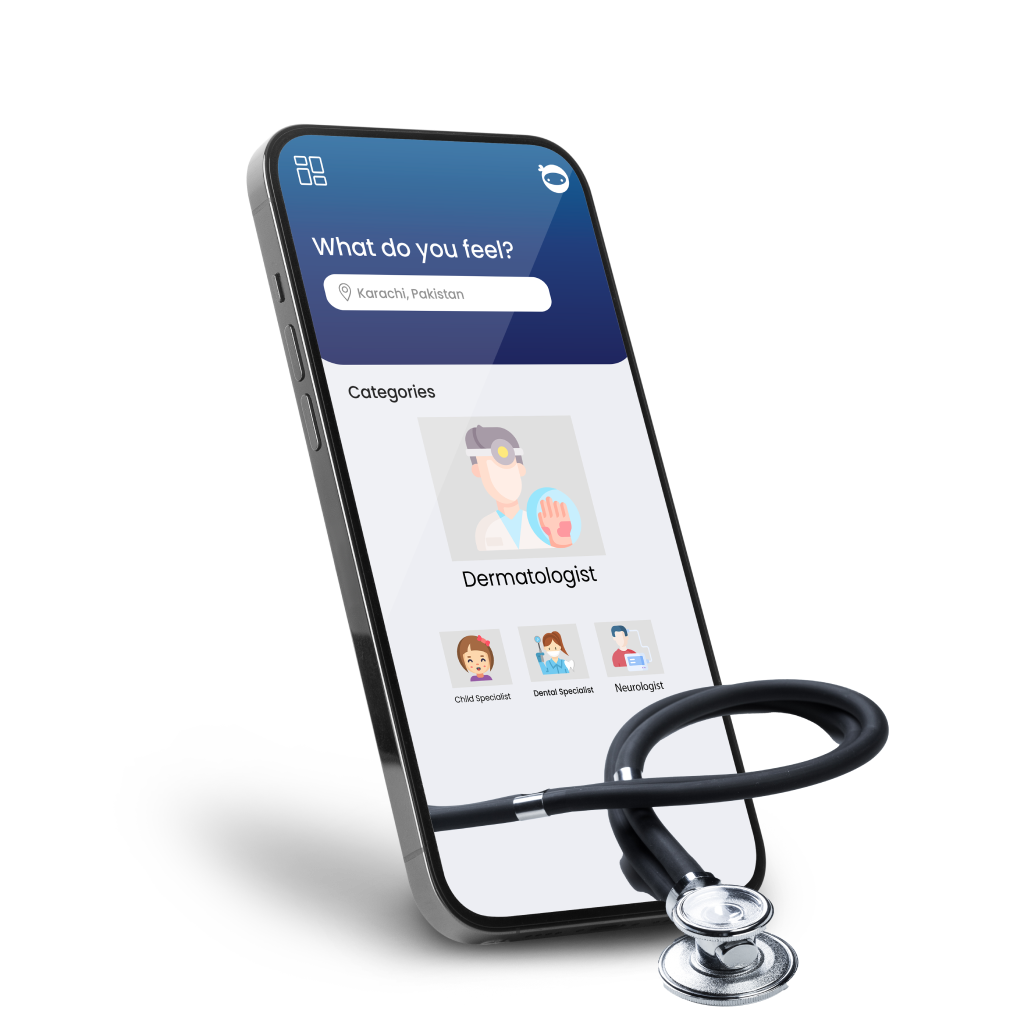 What do you feel?
Karachi, Pakistan
Categories
Dermatologist
Child Specialist
Dental Specialist
Neurologist